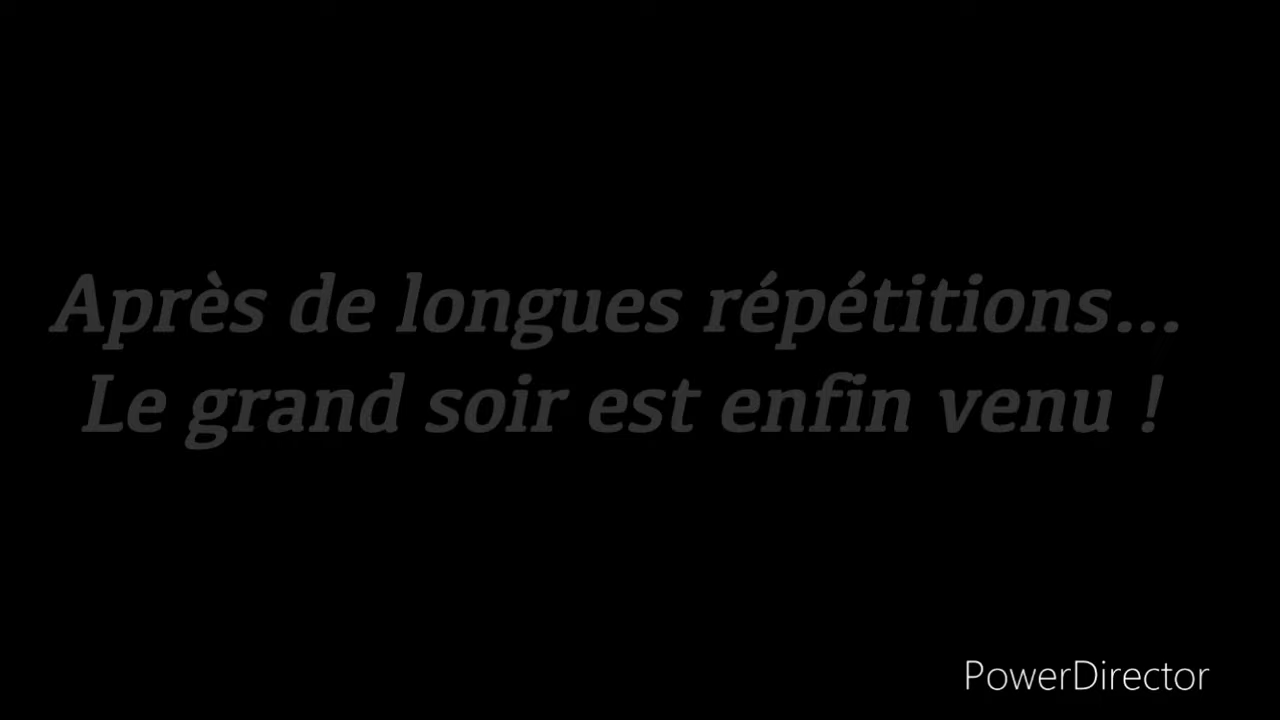 Après de longues répétitions...
Le grand soir est enfin venu !
PowerDirector